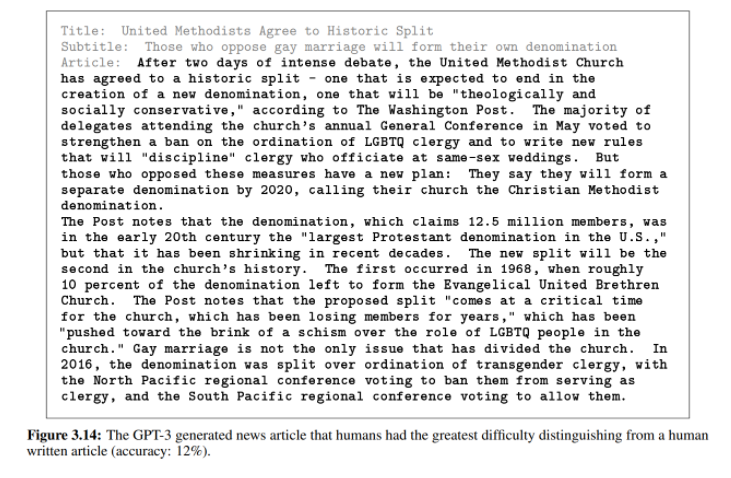 Title: United Methodists Agree to Historic Split
Subtitle: Those who oppose gay marriage will form their own denomination
Article: After two days of intense debate, the United Methodist Church
has agreed to a historic split - one that is expected to end in the
creation of a new denomination, one that will be "theologically and
socially conservative," according to The Washington Post. The majority of
delegates attending the church's annual General Conference in May voted to
strengthen a ban on the ordination of LGBTQ clergy and to write new rules
that will "discipline" clergy who officiate at same-sex weddings. But
those who opposed these measures have a new plan: They say they will form a
separate denomination by 2020, calling their church the Christian Methodist
denomination.
The Post notes that the denomination, which claims 12.5 million members, was
in the early 20th century the "largest Protestant denomination in the U.S.,"
but that it has been shrinking in recent decades. The new split will be the
second in the church's history. The first occurred in 1968, when roughly
10 percent of the denomination left to form the Evangelical United Brethren
Church. The Post notes that the proposed split "comes at a critical time
for the church, which has been losing members for years," which has been
"pushed toward the brink of a schism over the role of LGBTQ people in the
church." Gay marriage is not the only issue that has divided the church. In
2016, the denomination was split over ordination of transgender clergy, with
the North Pacific regional conference voting to ban them from serving as
clergy, and the South Pacific regional conference voting to allow them.
Figure 3.14: The GPT-3 generated news article that humans had the greatest difficulty distinguishing from a human
written article (accuracy: 12%).